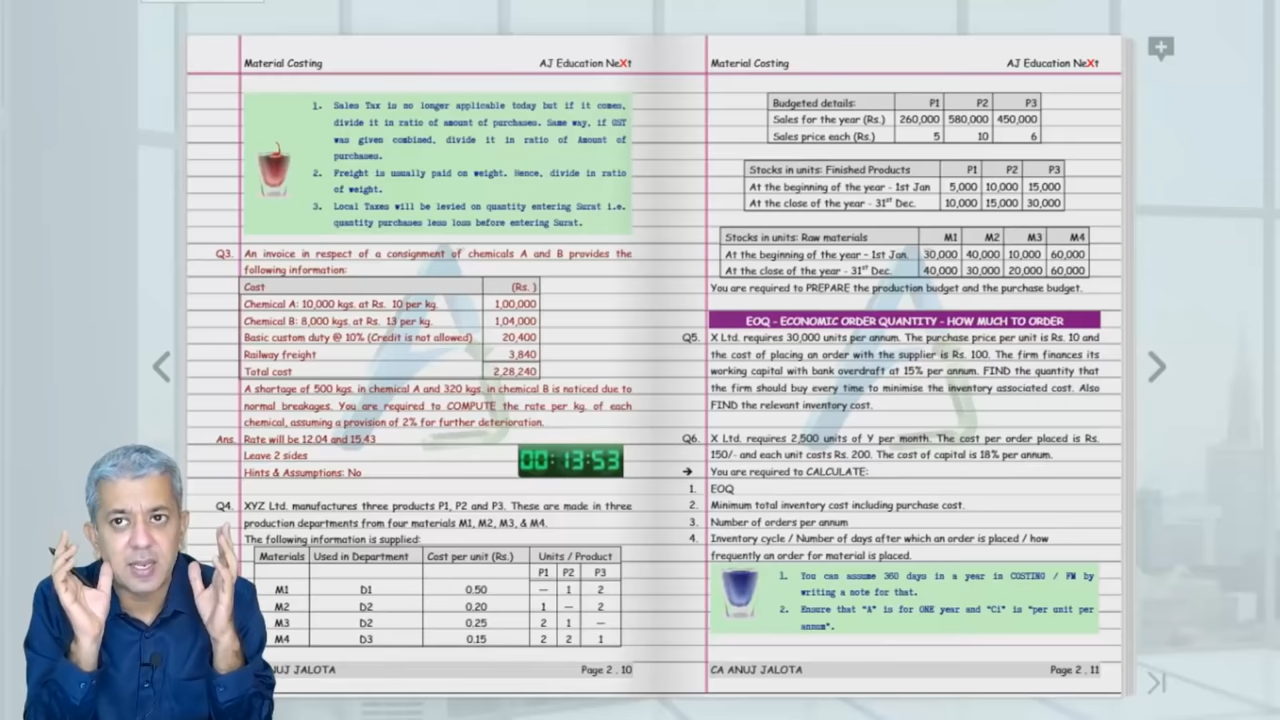 Material Costing AJ Education NeXt
1. Sales Tax is no longer applicable today but if it comes,
divide it in ratio of amount of purchases. Same way, if GST
was given combined, divide it in ratio of Amount of
purchases.
2. Freight is usually paid on weight. Hence, divide in ratio
of weight.
3. Local Taxes will be levied on quantity entering Surat i.e.
quantity purchases less loss before entering Surat.
Q3. An invoice in respect of a consignment of chemicals A and B provides the
following information:
Cost (Rs. )
Chemical A: 10,000 kgs. at Rs. 10 per kg. 1,00,000
Chemical B: 8,000 kgs. at Rs. 13 per kg. 1,04,000
Basic custom duty @ 10% (Credit is not allowed) 20,400
Railway freight 3,840
Total cost 2,28,240
A shortage of 500 kgs. in chemical A and 320 kgs. in chemical B is noticed due to
normal breakages. You are required to COMPUTE the rate per kg. of each
chemical, assuming a provision of 2% for further deterioration.
Ans. Rate will be 12.04 and 15.43
Leave 2 sides
Hints & Assumptions: No
00:13:53
Q4. XYZ Ltd. manufactures three products P1, P2 and P3. These are made in three
production departments from four materials M1, M2, M3, & M4.
The following information is supplied:
Materials Used in Department Cost per unit (Rs.) Units / Product
P1 P2 P3
M1 D1 0.50 — 1 2
M2 D2 0.20 1 — 2
M3 D2 0.25 2 1 —
M4 D3 0.15 2 2 1
NUJ JALOTA Page 2 . 10
Material Costing AJ Education NeXt
Budgeted details: P1 P2 P3
Sales for the year (Rs.) 260,000 580,000 450,000
Sales price each (Rs.) 5 10 6
Stocks in units: Finished Products P1 P2 P3
At the beginning of the year - 1st Jan 5,000 10,000 15,000
At the close of the year - 31st Dec. 10,000 15,000 30,000
Stocks in units: Raw materials M1 M2 M3 M4
At the beginning of the year - 1st Jan. 30,000 40,000 10,000 60,000
At the close of the year - 31st Dec. 40,000 30,000 20,000 60,000
You are required to PREPARE the production budget and the purchase budget.
EOQ - ECONOMIC ORDER QUANTITY - HOW MUCH TO ORDER
Q5. X Ltd. requires 30,000 units per annum. The purchase price per unit is Rs. 10 and
the cost of placing an order with the supplier is Rs. 100. The firm finances its
working capital with bank overdraft at 15% per annum. FIND the quantity that
the firm should buy every time to minimise the inventory associated cost. Also
FIND the relevant inventory cost.
Q6. X Ltd. requires 2,500 units of Y per month. The cost per order placed is Rs.
150/- and each unit costs Rs. 200. The cost of capital is 18% per annum.
➔ You are required to CALCULATE:
1. EOQ
2. Minimum total inventory cost including purchase cost.
3. Number of orders per annum
4. Inventory cycle / Number of days after which an order is placed / how
frequently an order for material is placed.
1. You can assume 360 days in a year in COSTING / FM by
writing a note for that.
2. Ensure that "A" is for ONE year and "Ci" is "per unit per
annum".
CA ANUJ JALOTA Page 2 . 11